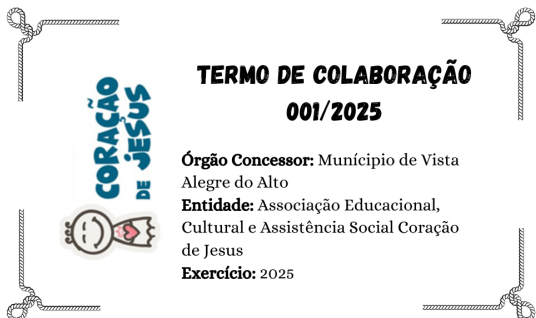 CORAÇÃO
DE JESUS
TERMO DE COLABORAÇÃO
001/2025
Órgão Concessor: Munícipio de Vista
Alegre do Alto
Entidade: Associação Educacional,
Cultural e Assistência Social Coração
de Jesus
Exercício: 2025